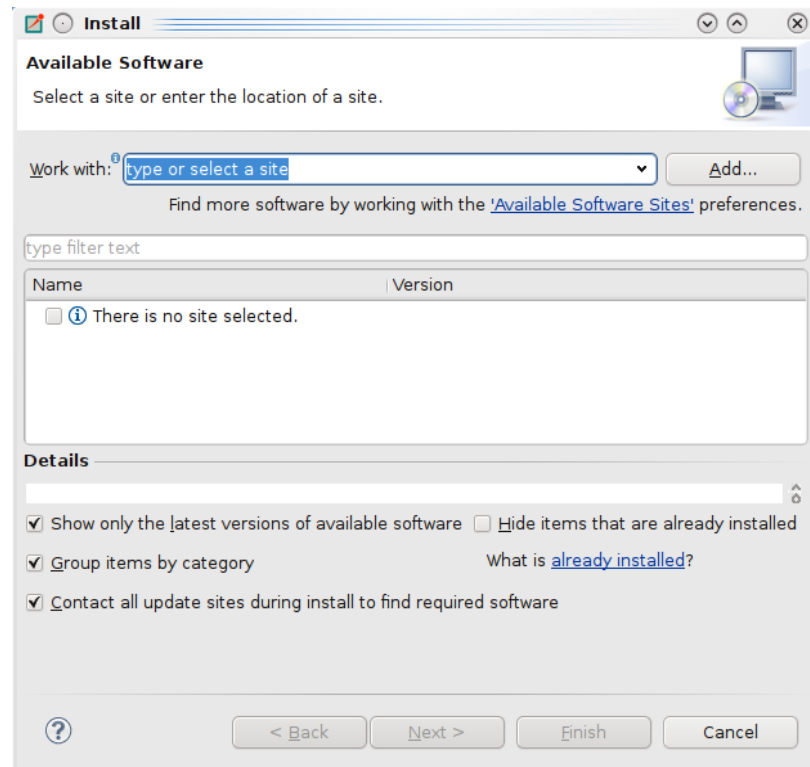 Install
Available Software
Select a site or enter the location of a site.
Work with: type or select a site Add...
Find more software by working with the 'Available Software Sites' preferences.
type filter text
Name Version
There is no site selected.
Details
Show only the latest versions of available software Hide items that are already installed
Group items by category What is already installed?
Contact all update sites during install to find required software
? < Back Next > Finish Cancel